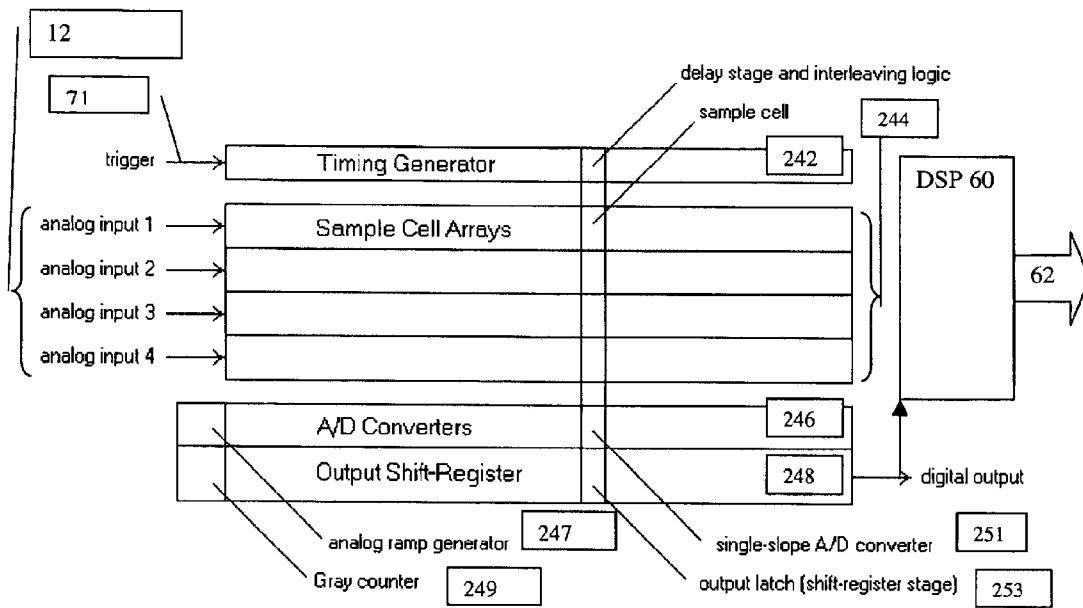 12
71
delay stage and interleaving logic
sample cell
244
trigger
Timing Generator
242
DSP 60
analog input 1
Sample Cell Arrays
analog input 2
62
analog input 3
analog input 4
A/D Converters
246
Output Shift-Register
248
digital output
analog ramp generator
247
single-slope A/D converter
251
Gray counter
249
output latch (shift-register stage)
253